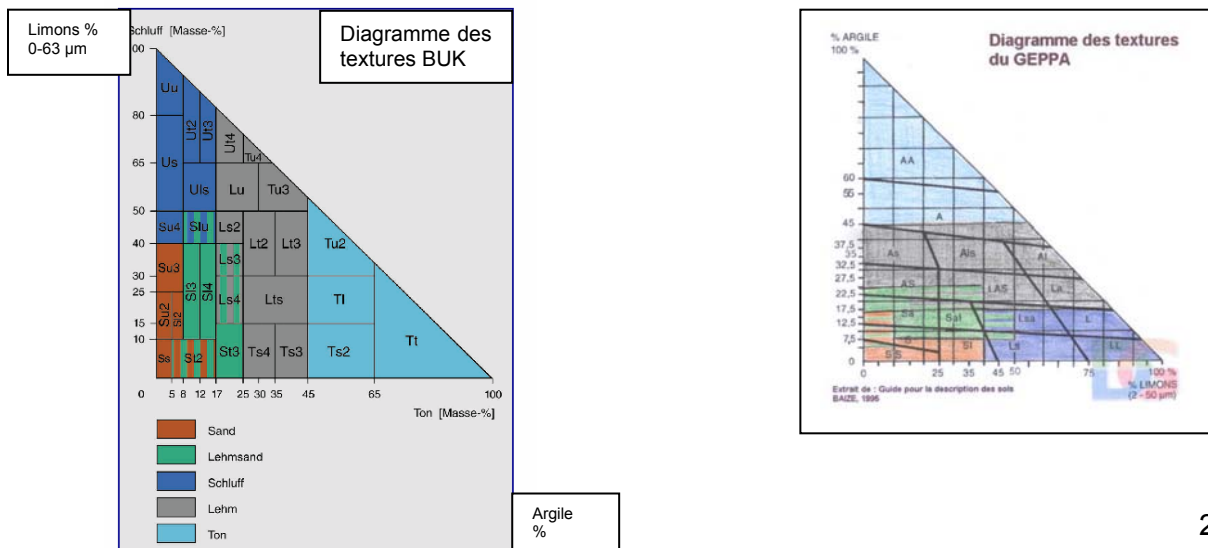 Limons %
0-63 µm
Schluff [Masse-%]
Diagramme des
textures BUK
100
80
65
50
40
30
25
15
10
0 5 8 12 17 25 30 35 45 65 100
Ton [Masse-%]
Uu
Ut2
Ut3
Ut4
Tu4
Us
Uls
Lu
Tu3
Su4
Slu
Ls2
Lt2
Lt3
Tu2
Su3
Ls3
Sl3
Sl4
Su2
Sl2
Ls4
Lts
Tl
Tt
Ss
St2
St3
Ts4
Ts3
Ts2
Sand
Lehmsand
Schluff
Lehm
Ton
Argile
%
% ARGILE
100 %
Diagramme des textures
du GEPPA
60
55
45
37,5
35
32,5
25
22,5
17,5
12,5
7,5
0
AA
A
As
Als
Al
AS
LAS
La
Sa
Sal
Lsa
L
S
SS
Sl
Ls
LL
0 25 35 45 50 75 100 %
% LIMONS
(2 - 50 µm)
Extrait de : Guide pour la description des sols
BAIZE, 1996
2